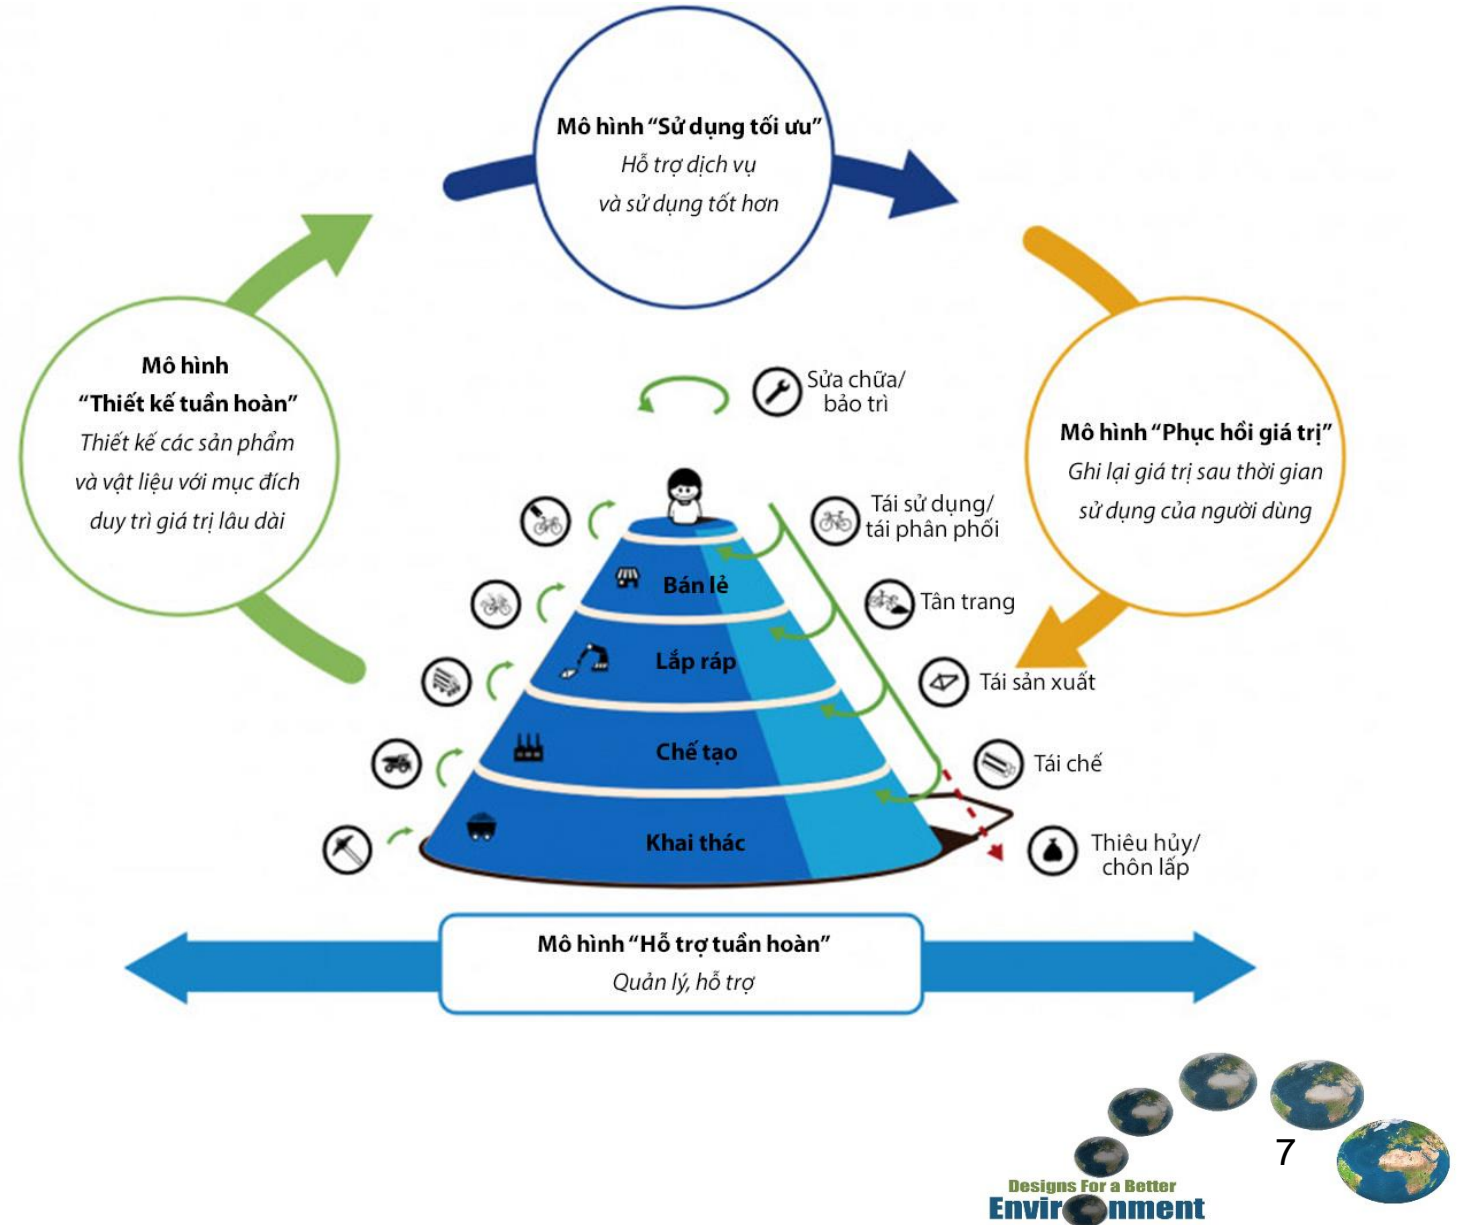 Mô hình “Sử dụng tối ưu”
Hỗ trợ dịch vụ
và sử dụng tốt hơn
Mô hình
“Thiết kế tuần hoàn”
Thiết kế các sản phẩm
và vật liệu với mục đích
duy trì giá trị lâu dài
Mô hình “Phục hồi giá trị”
Ghi lại giá trị sau thời gian
sử dụng của người dùng
Sửa chữa/
bảo trì
Tái sử dụng/
tái phân phối
Tân trang
Tái sản xuất
Tái chế
Thiêu hủy/
chôn lấp
Bán lẻ
Lắp ráp
Chế tạo
Khai thác
Mô hình “Hỗ trợ tuần hoàn”
Quản lý, hỗ trợ
7
Designs For a Better
Environment